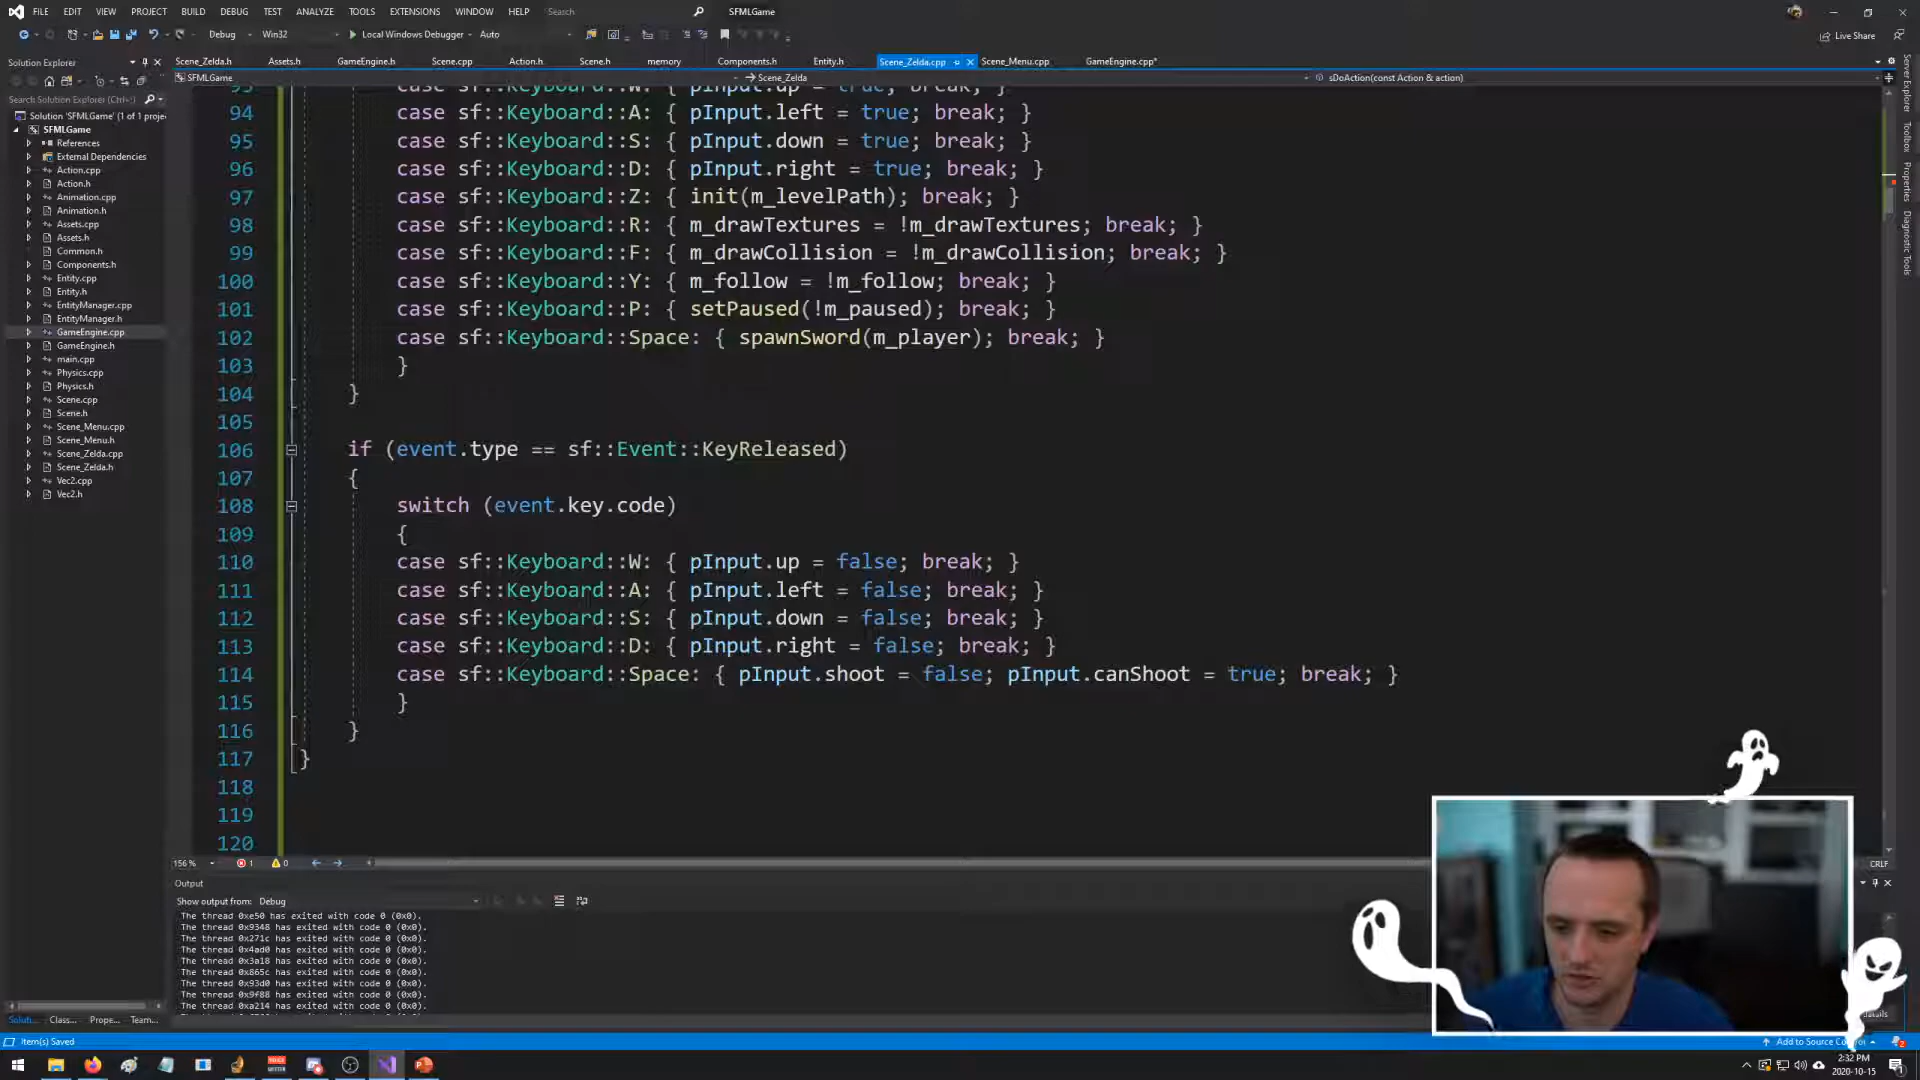 FILE EDIT VIEW PROJECT BUILD DEBUG TEST ANALYZE TOOLS EXTENSIONS WINDOW HELP Search SFMLGame
Debug Win32 Local Windows Debugger Auto Live Share
Solution Explorer
Scene_Zelda.h Assets.h GameEngine.h Scene.cpp Action.h Scene.h memory Components.h Entity.h Scene_Zelda.cpp Scene_Menu.cpp GameEngine.cpp*
SFMLGame Scene_Zelda sDoAction(const Action & action)
Search Solution Explorer (Ctrl+;)
Solution 'SFMLGame' (1 of 1 proje
SFMLGame
References
External Dependencies
Action.cpp
Action.h
Animation.cpp
Animation.h
Assets.cpp
Assets.h
Common.h
Components.h
Entity.cpp
Entity.h
EntityManager.cpp
EntityManager.h
GameEngine.cpp
GameEngine.h
main.cpp
Physics.cpp
Physics.h
Scene.cpp
Scene.h
Scene_Menu.cpp
Scene_Menu.h
Scene_Zelda.cpp
Scene_Zelda.h
Vec2.cpp
Vec2.h
93 case sf::Keyboard::W: { pInput.up = true; break; }
94 case sf::Keyboard::A: { pInput.left = true; break; }
95 case sf::Keyboard::S: { pInput.down = true; break; }
96 case sf::Keyboard::D: { pInput.right = true; break; }
97 case sf::Keyboard::Z: { init(m_levelPath); break; }
98 case sf::Keyboard::R: { m_drawTextures = !m_drawTextures; break; }
99 case sf::Keyboard::F: { m_drawCollision = !m_drawCollision; break; }
100 case sf::Keyboard::Y: { m_follow = !m_follow; break; }
101 case sf::Keyboard::P: { setPaused(!m_paused); break; }
102 case sf::Keyboard::Space: { spawnSword(m_player); break; }
103 }
104 }
105
106 if (event.type == sf::Event::KeyReleased)
107 {
108 switch (event.key.code)
109 {
110 case sf::Keyboard::W: { pInput.up = false; break; }
111 case sf::Keyboard::A: { pInput.left = false; break; }
112 case sf::Keyboard::S: { pInput.down = false; break; }
113 case sf::Keyboard::D: { pInput.right = false; break; }
114 case sf::Keyboard::Space: { pInput.shoot = false; pInput.canShoot = true; break; }
115 }
116 }
117 }
118
119
120
Server Explorer
Toolbox
Properties
Diagnostic Tools
156 % 1 0 CRLF
Output
Show output from: Debug
The thread 0xe50 has exited with code 0 (0x0).
The thread 0x9348 has exited with code 0 (0x0).
The thread 0x271c has exited with code 0 (0x0).
The thread 0x4ad0 has exited with code 0 (0x0).
The thread 0x3a18 has exited with code 0 (0x0).
The thread 0x865c has exited with code 0 (0x0).
The thread 0x93d0 has exited with code 0 (0x0).
The thread 0x9f88 has exited with code 0 (0x0).
The thread 0xa214 has exited with code 0 (0x0).
Soluti... Class... Prope... Team...
Item(s) Saved Add to Source Control 2
2:32 PM
2020-10-15